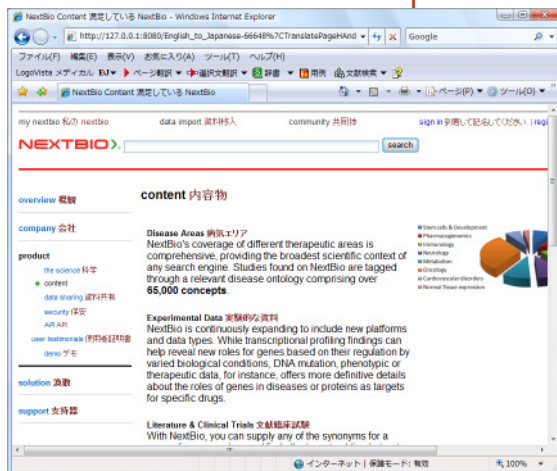 NextBio Content 満足している NextBio - Windows Internet Explorer
http://127.0.0.1:8080/English_to_Japanese-66648%7CTranslatePageHAnd
Google
ファイル(F) 編集(E) 表示(V) お気に入り(A) ツール(T) ヘルプ(H)
LogoVista メディカル EJ ページ翻訳 選択文翻訳 辞書 用例 文献検索
NextBio Content 満足している NextBio
ページ(P) ツール(O)
my nextbio 私の nextbio data import 資料移入 community 共同体 sign in 到着して記名してください | regi
NEXTBIO
search
overview 概観
content 内容物
company 会社
Disease Areas 病気エリア
NextBio's coverage of different therapeutic areas is
comprehensive, providing the broadest scientific context of
any search engine. Studies found on NextBio are tagged
through a relevant disease ontology comprising over
65,000 concepts.
Stem cells & Development
Pharmacogenomics
Immunology
Neurology
Metabolism
Oncology
Cardiovascular disorders
Normal Tissue expression
product
the science 科学
content
data sharing 資料共有
security 保安
API API
user testimonials 使用者証明書
demo デモ
Experimental Data 実験的な資料
NextBio is continuously expanding to include new platforms
and data types. While transcriptional profiling findings can
help reveal new roles for genes based on their regulation by
varied biological conditions, DNA mutation, phenotypic or
therapeutic data, for instance, offers more definitive details
about the roles of genes in diseases or proteins as targets
for specific drugs.
solution 溶液
support 支持器
Literature & Clinical Trials 文献臨床試験
With NextBio, you can supply any of the synonyms for a
インターネット | 保護モード: 有効
100%